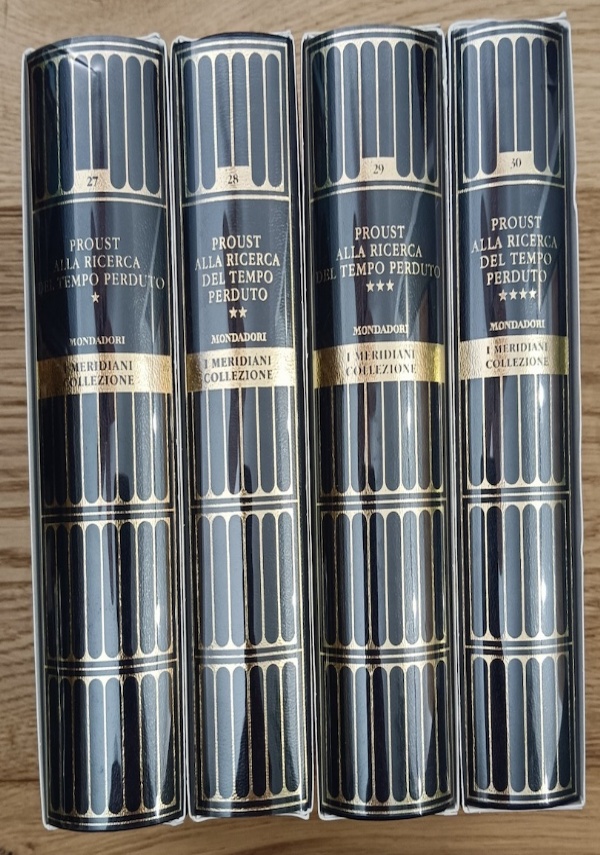 27
PROUST
ALLA RICERCA
DEL TEMPO PERDUTO
★
MONDADORI
I MERIDIANI
COLLEZIONE
28
PROUST
ALLA RICERCA
DEL TEMPO
PERDUTO
★★
MONDADORI
I MERIDIANI
COLLEZIONE
29
PROUST
ALLA RICERCA
DEL TEMPO PERDUTO
★★★
MONDADORI
I MERIDIANI
COLLEZIONE
30
PROUST
ALLA RICERCA
DEL TEMPO
PERDUTO
★★★★
MONDADORI
I MERIDIANI
COLLEZIONE